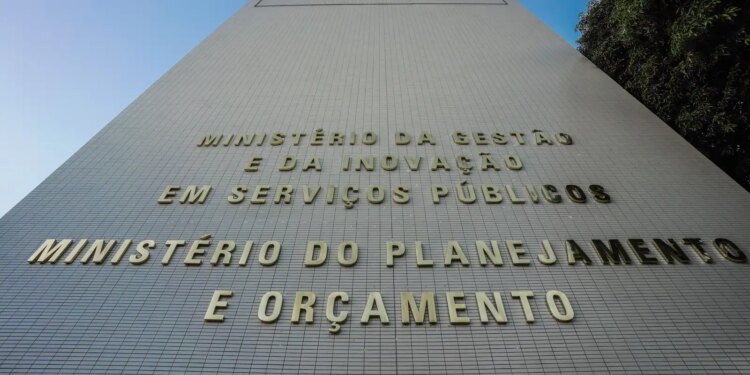 MINISTÉRIO DA GESTÃO
E DA INOVAÇÃO
EM SERVIÇOS PÚBLICOS
MINISTÉRIO DO PLANEJAMENTO
E ORÇAMENTO